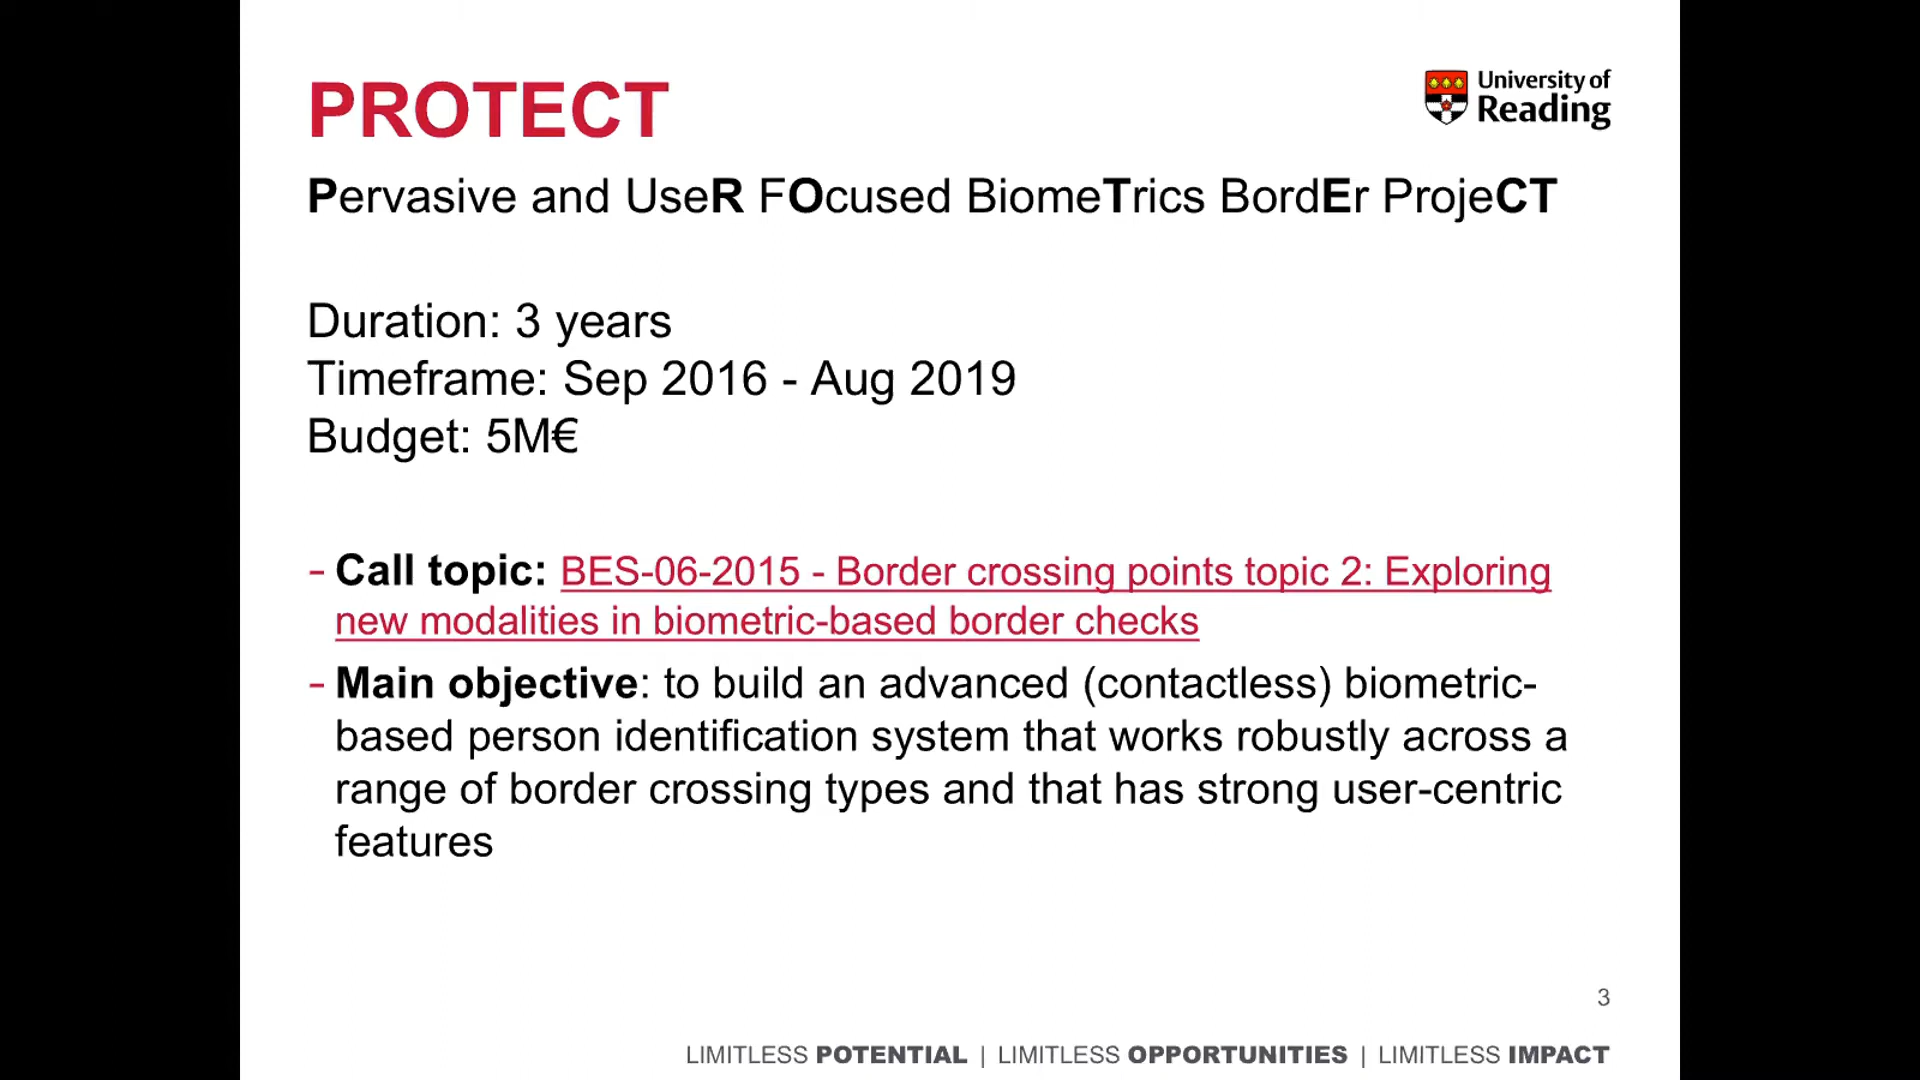 PROTECT
University of
Reading
Pervasive and UseR FOcused BiomeTrics BordEr ProjeCT
Duration: 3 years
Timeframe: Sep 2016 - Aug 2019
Budget: 5M€
- Call topic: BES-06-2015 - Border crossing points topic 2: Exploring
new modalities in biometric-based border checks
- Main objective: to build an advanced (contactless) biometric-
based person identification system that works robustly across a
range of border crossing types and that has strong user-centric
features
3
LIMITLESS POTENTIAL | LIMITLESS OPPORTUNITIES | LIMITLESS IMPACT